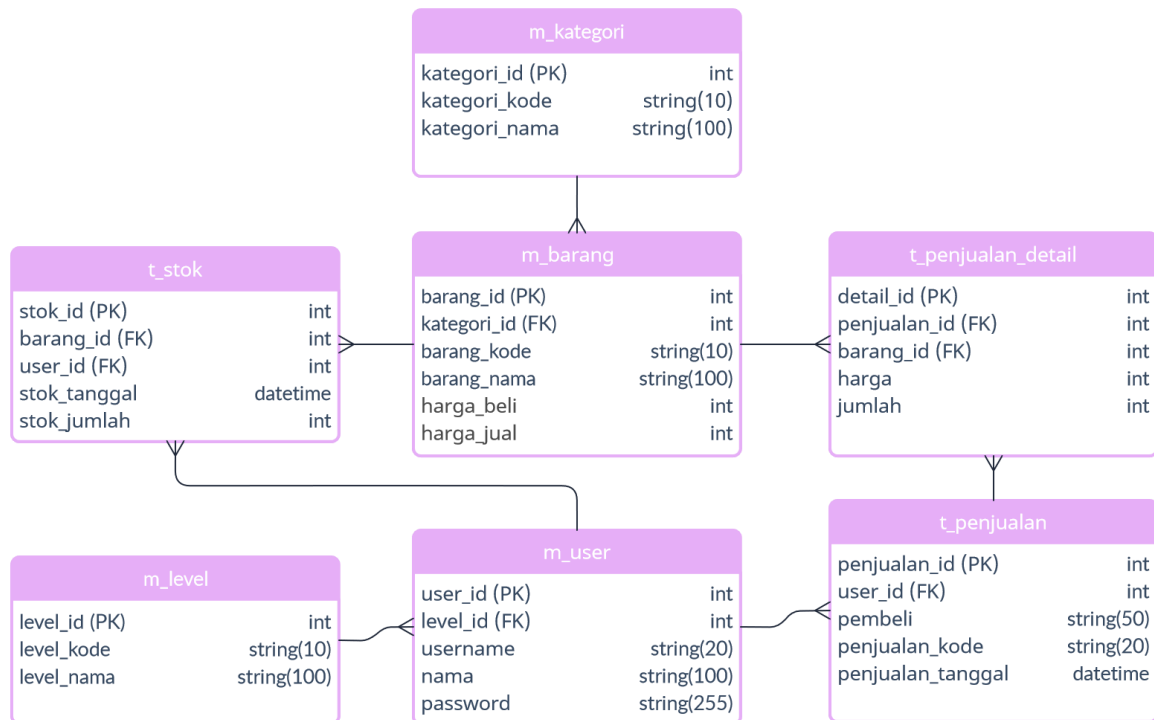 m_kategori
kategori_id (PK) int
kategori_kode string(10)
kategori_nama string(100)
t_stok
stok_id (PK) int
barang_id (FK) int
user_id (FK) int
stok_tanggal datetime
stok_jumlah int
m_barang
barang_id (PK) int
kategori_id (FK) int
barang_kode string(10)
barang_nama string(100)
harga_beli int
harga_jual int
t_penjualan_detail
detail_id (PK) int
penjualan_id (FK) int
barang_id (FK) int
harga int
jumlah int
m_level
level_id (PK) int
level_kode string(10)
level_nama string(100)
m_user
user_id (PK) int
level_id (FK) int
username string(20)
nama string(100)
password string(255)
t_penjualan
penjualan_id (PK) int
user_id (FK) int
pembeli string(50)
penjualan_kode string(20)
penjualan_tanggal datetime